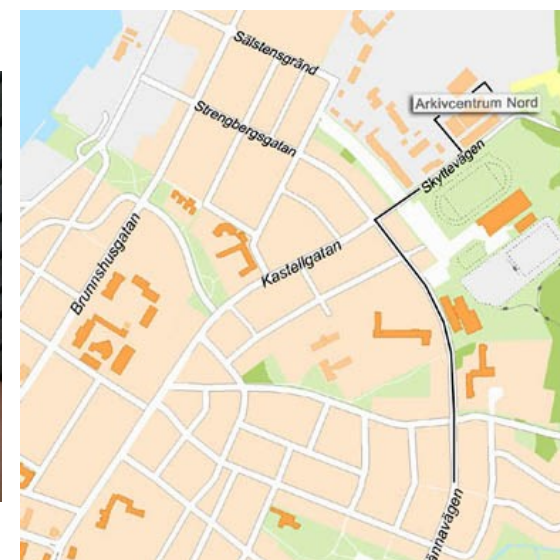 Sälstensgränd
Strengbergsgatan
Arkivcentrum Nord
Skyttevägen
Kastellgatan
Brunnshusgatan